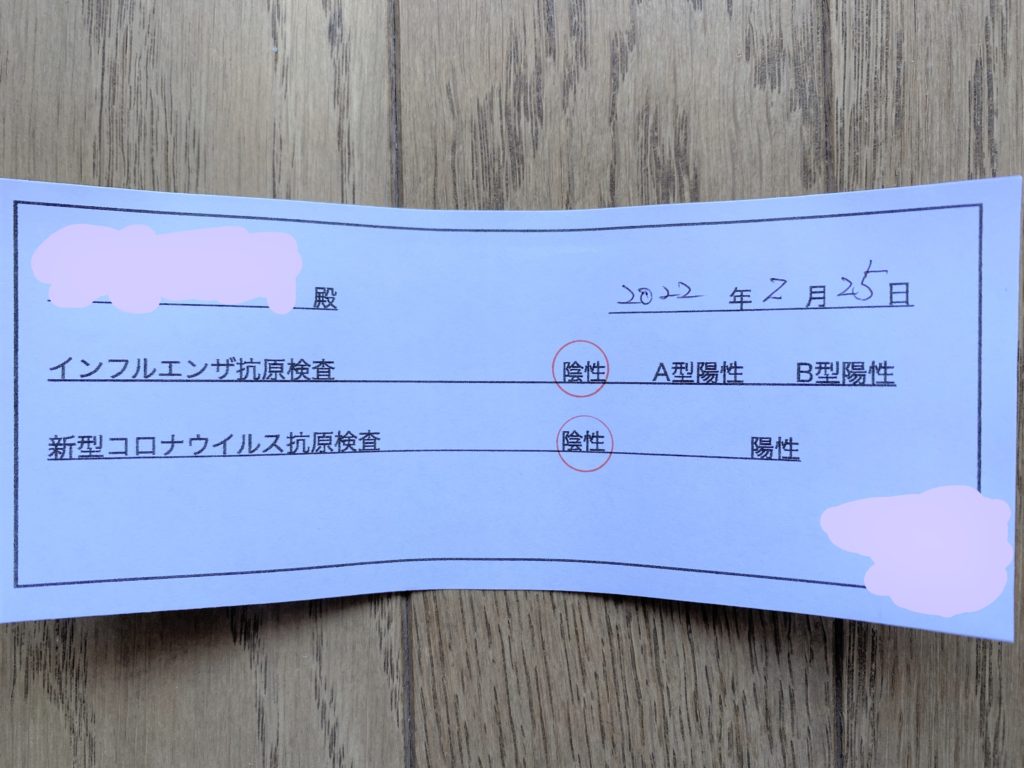 殿
2022 年 2 月 25 日
インフルエンザ抗原検査 陰性 A型陽性 B型陽性
新型コロナウイルス抗原検査 陰性 陽性